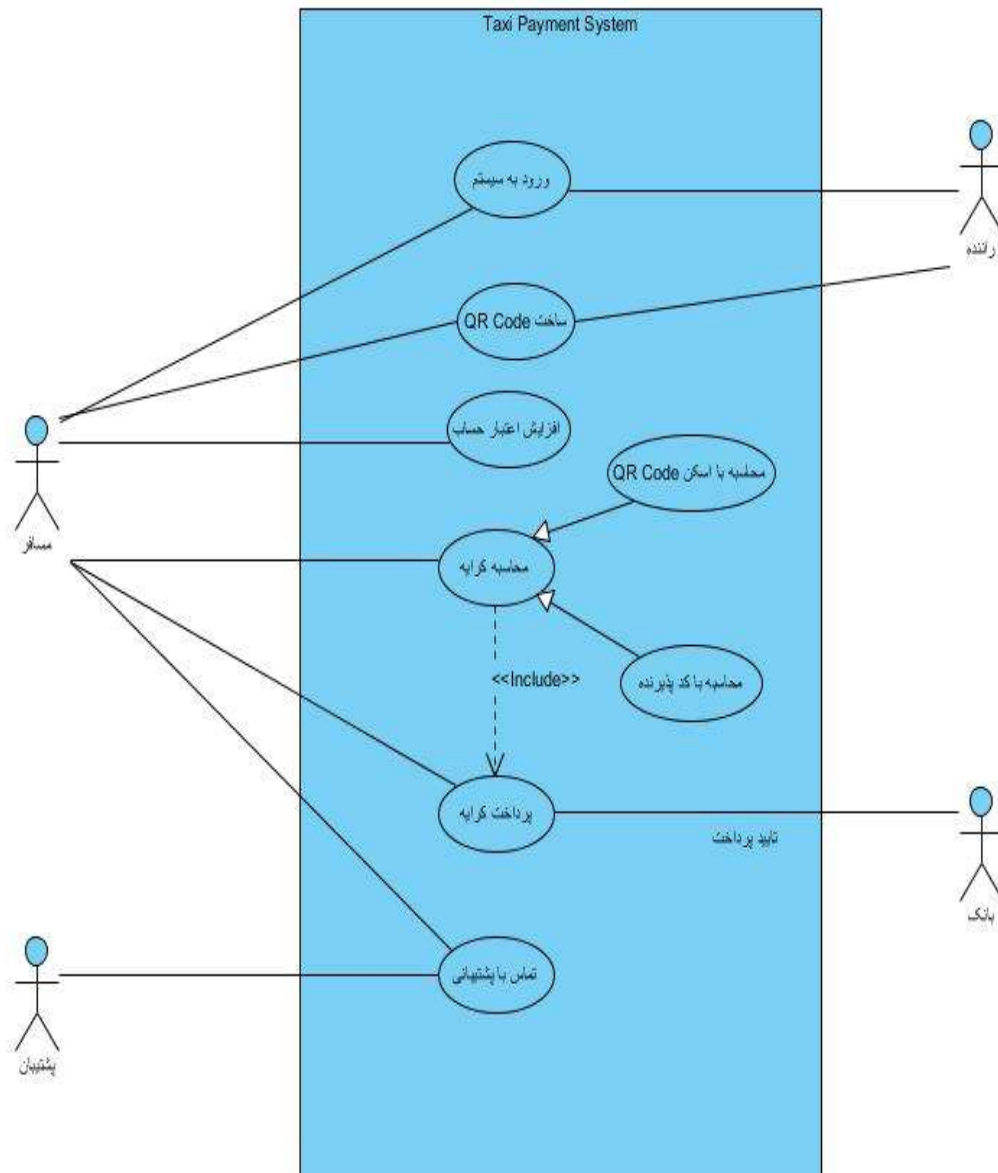 Taxi Payment System
ورود به سیستم
راننده
ساخت QR Code
افزایش اعتبار حساب
محاسبه با اسکن QR Code
مسافر
محاسبه کرایه
<<Include>>
محاسبه با کد پذیرنده
پرداخت کرایه
تایید پرداخت
بانک
تماس با پشتیبانی
پشتیبان